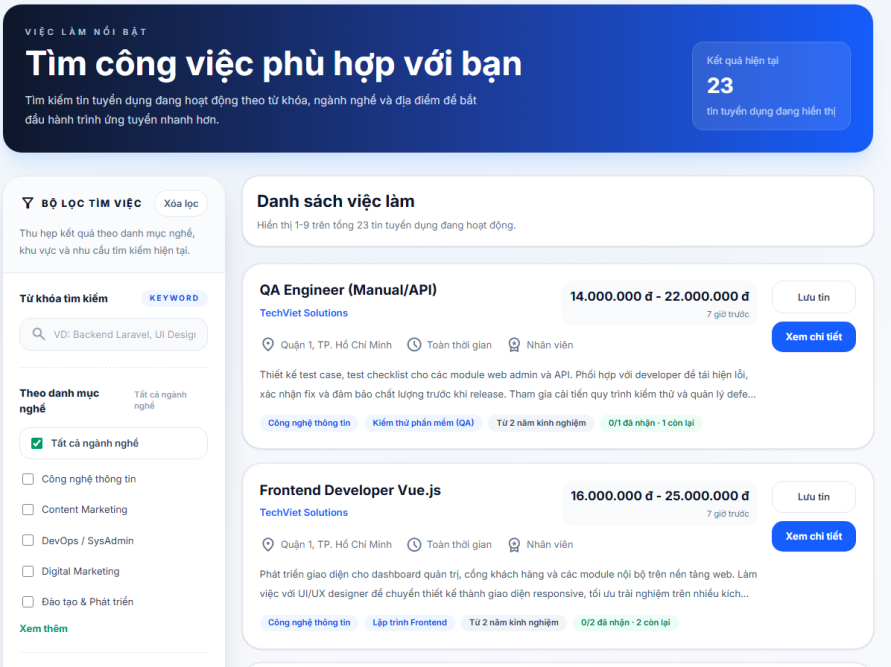 VIỆC LÀM NỔI BẬT
Tìm công việc phù hợp với bạn
Tìm kiếm tin tuyển dụng đang hoạt động theo từ khóa, ngành nghề và địa điểm để bắt
đầu hành trình ứng tuyển nhanh hơn.
Kết quả hiện tại
23
tin tuyển dụng đang hiển thị
BỘ LỌC TÌM VIỆC
Xóa lọc
Thu hẹp kết quả theo danh mục nghề,
khu vực và nhu cầu tìm kiếm hiện tại.
Từ khóa tìm kiếm
KEYWORD
VD: Backend Laravel, UI Desig
Theo danh mục
nghề
Tất cả ngành
nghề
Tất cả ngành nghề
Công nghệ thông tin
Content Marketing
DevOps / SysAdmin
Digital Marketing
Đào tạo & Phát triển
Xem thêm
Danh sách việc làm
Hiển thị 1-9 trên tổng 23 tin tuyển dụng đang hoạt động.
QA Engineer (Manual/API)
TechViet Solutions
14.000.000 đ - 22.000.000 đ
7 giờ trước
Lưu tin
Xem chi tiết
Quận 1, TP. Hồ Chí Minh
Toàn thời gian
Nhân viên
Thiết kế test case, test checklist cho các module web admin và API. Phối hợp với developer để tái hiện lỗi,
xác nhận fix và đảm bảo chất lượng trước khi release. Tham gia cải tiến quy trình kiểm thử và quản lý defe...
Công nghệ thông tin
Kiểm thử phần mềm (QA)
Từ 2 năm kinh nghiệm
0/1 đã nhận · 1 còn lại
Frontend Developer Vue.js
TechViet Solutions
16.000.000 đ - 25.000.000 đ
7 giờ trước
Lưu tin
Xem chi tiết
Quận 1, TP. Hồ Chí Minh
Toàn thời gian
Nhân viên
Phát triển giao diện cho dashboard quản trị, cổng khách hàng và các module nội bộ trên nền tảng web. Làm
việc với UI/UX designer để chuyển thiết kế thành giao diện responsive, tối ưu trải nghiệm trên nhiều kích...
Công nghệ thông tin
Lập trình Frontend
Từ 2 năm kinh nghiệm
0/2 đã nhận · 2 còn lại